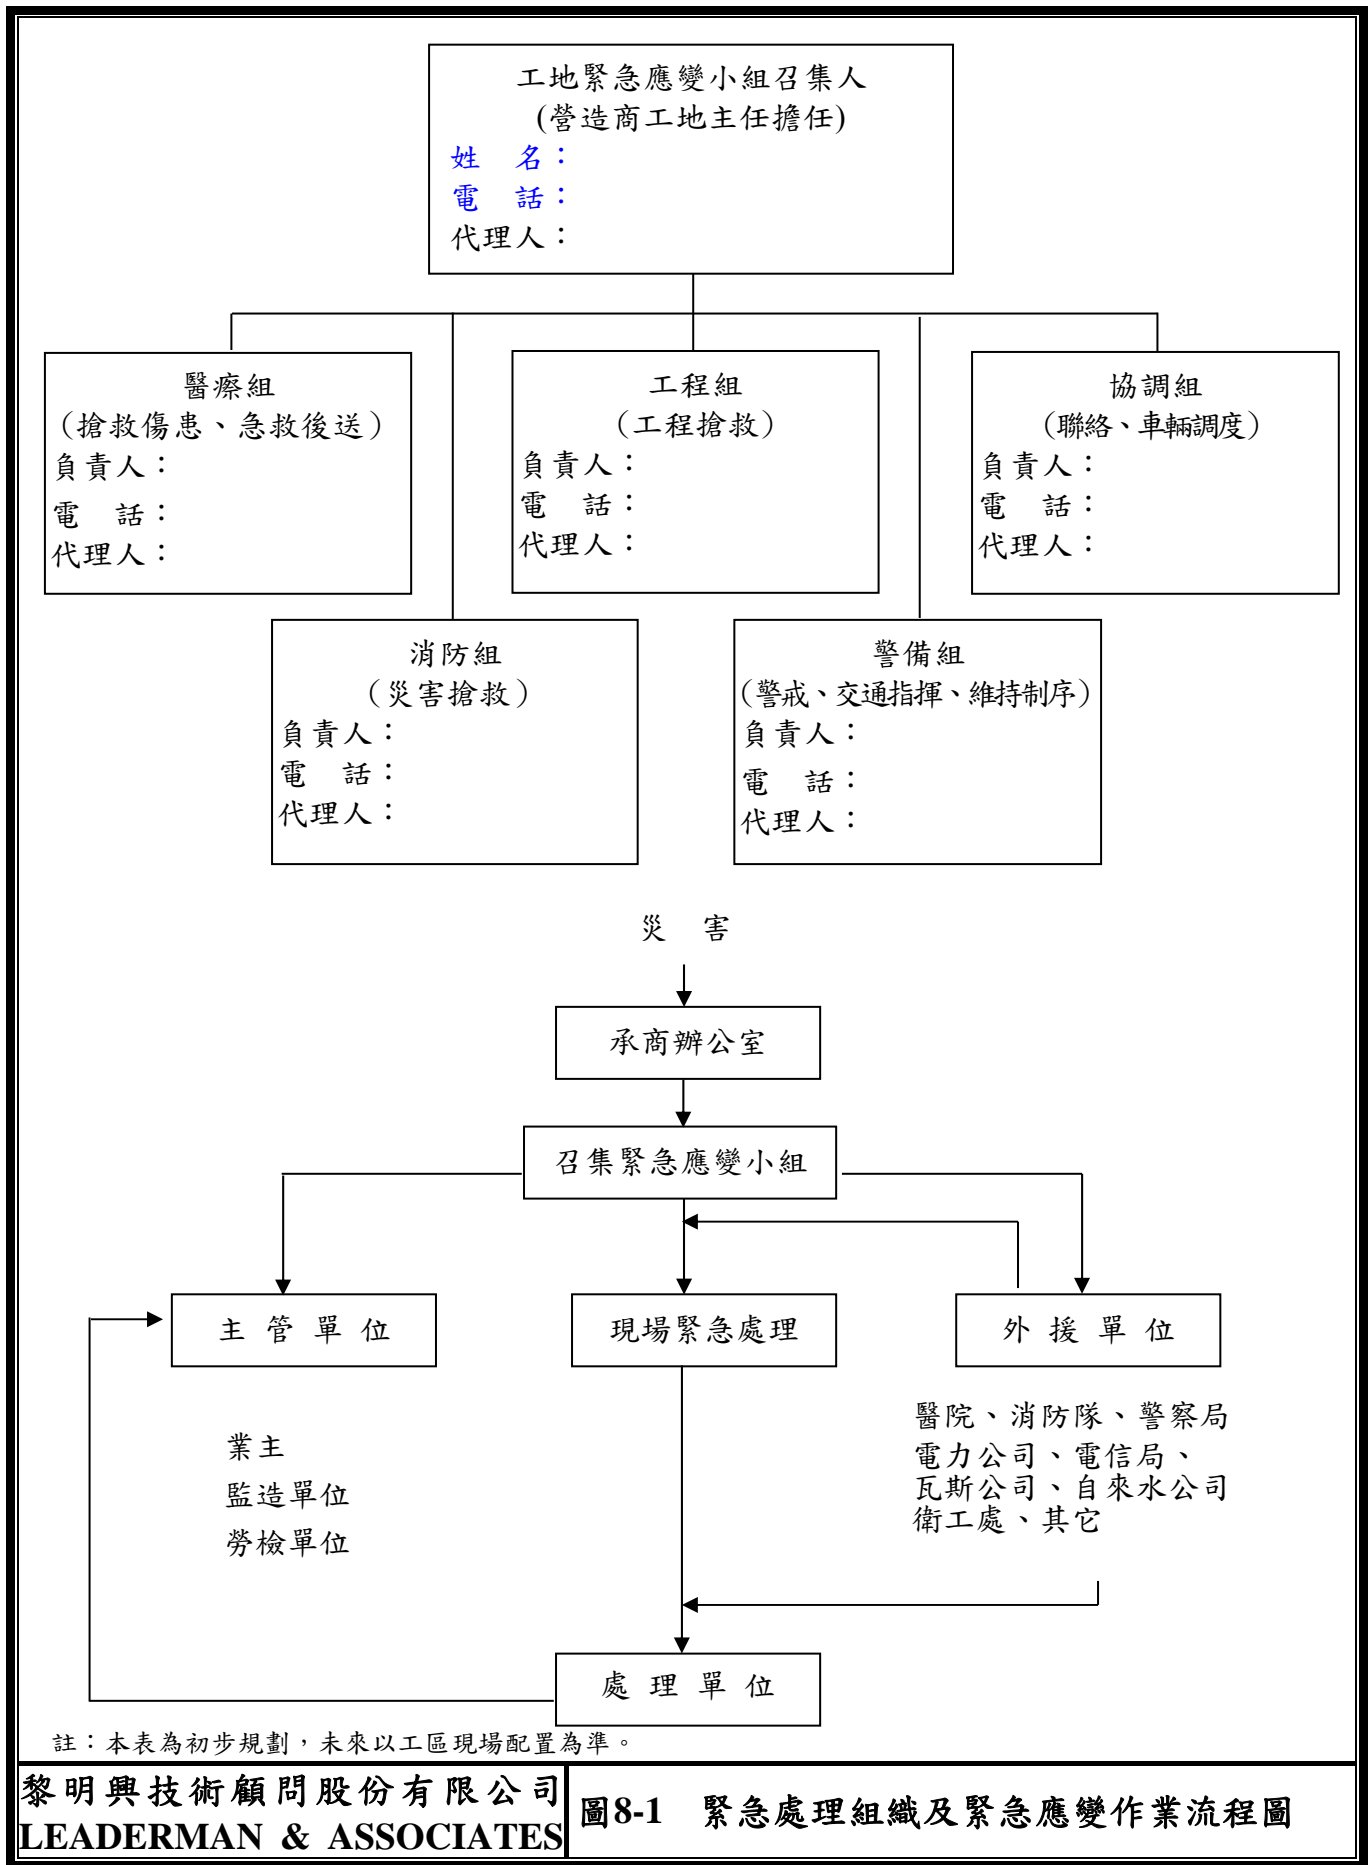 工地緊急應變小組召集人
(營造商工地主任擔任)
姓　名：
電　話：
代理人：
醫療組
（搶救傷患、急救後送）
負責人：
電　話：
代理人：
工程組
（工程搶救）
負責人：
電　話：
代理人：
協調組
（聯絡、車輛調度）
負責人：
電　話：
代理人：
消防組
（災害搶救）
負責人：
電　話：
代理人：
警備組
（警戒、交通指揮、維持制序）
負責人：
電　話：
代理人：
災　害
承商辦公室
召集緊急應變小組
主 管 單 位
現場緊急處理
外 援 單 位
業主
監造單位
勞檢單位
醫院、消防隊、警察局
電力公司、電信局、
瓦斯公司、自來水公司
衛工處、其它
處 理 單 位
註：本表為初步規劃，未來以工區現場配置為準。
黎明興技術顧問股份有限公司
LEADERMAN & ASSOCIATES
圖8-1　緊急處理組織及緊急應變作業流程圖